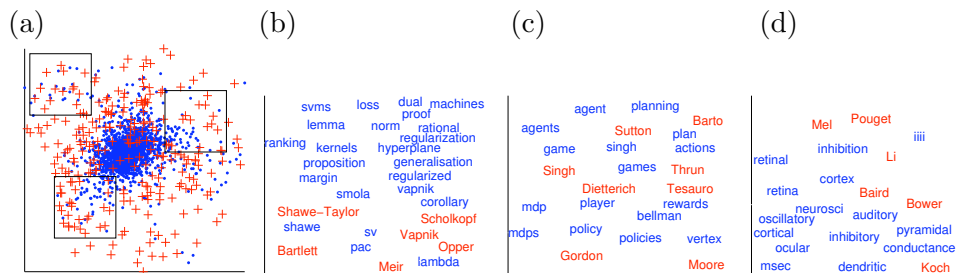 (a) (b) (c) (d)
svms loss dual machines
proof
lemma norm rational
regularization
ranking kernels hyperplane
proposition generalisation
margin regularized
smola vapnik
corollary
Shawe-Taylor Scholkopf
shawe sv Vapnik
Bartlett pac Opper
Meir lambda
agent planning
agents Sutton Barto
plan
game singh actions
Singh games Thrun
Dietterich Tesauro
player rewards
mdp bellman
mdps policy policies vertex
Gordon Moore
Mel Pouget
inhibition iiii
retinal Li
cortex
retina Baird
neurosci Bower
oscillatory auditory
cortical inhibitory pyramidal
ocular conductance
msec dendritic Koch